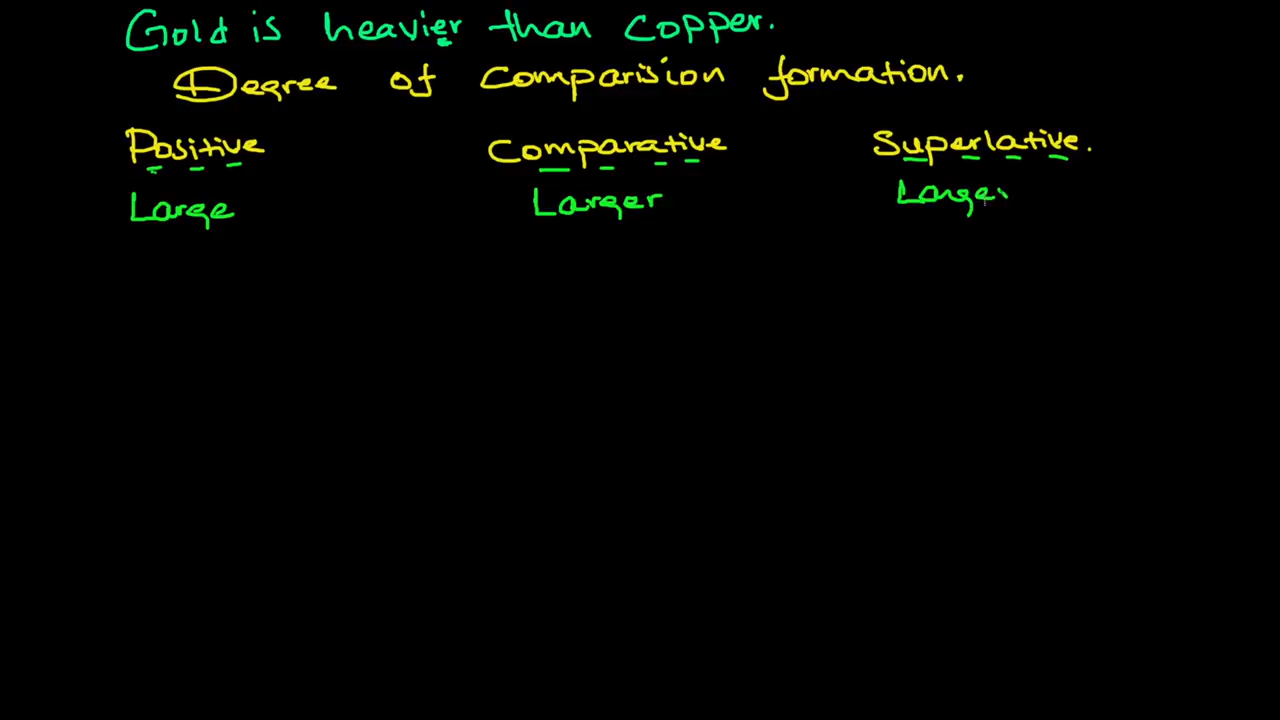 Gold is heavier than copper.
Degree of Comparision formation.
Positive Comparative Superlative.
Large Larger